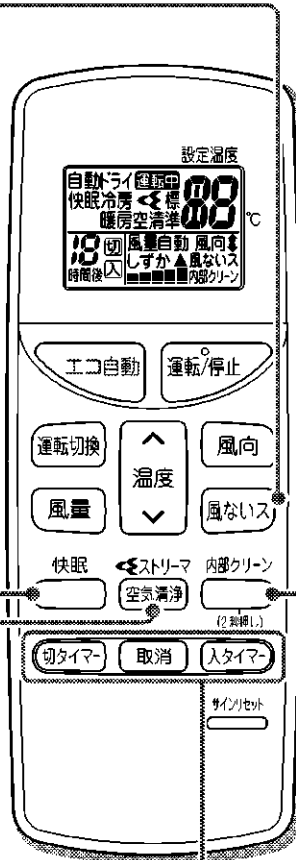 設定温度
自動ドライ 運転中
快眠冷房 標
暖房空清準 88 ℃
18 切 風量自動 風向
時間後 入 しずか ▲ 風ないス
内部クリーン
エコ自動 運転/停止
運転切換 温度 風向
風量 風ないス
快眠 ストリーマ 内部クリーン
空気清浄
(2秒押し)
切タイマー 取消 入タイマー
サインリセット